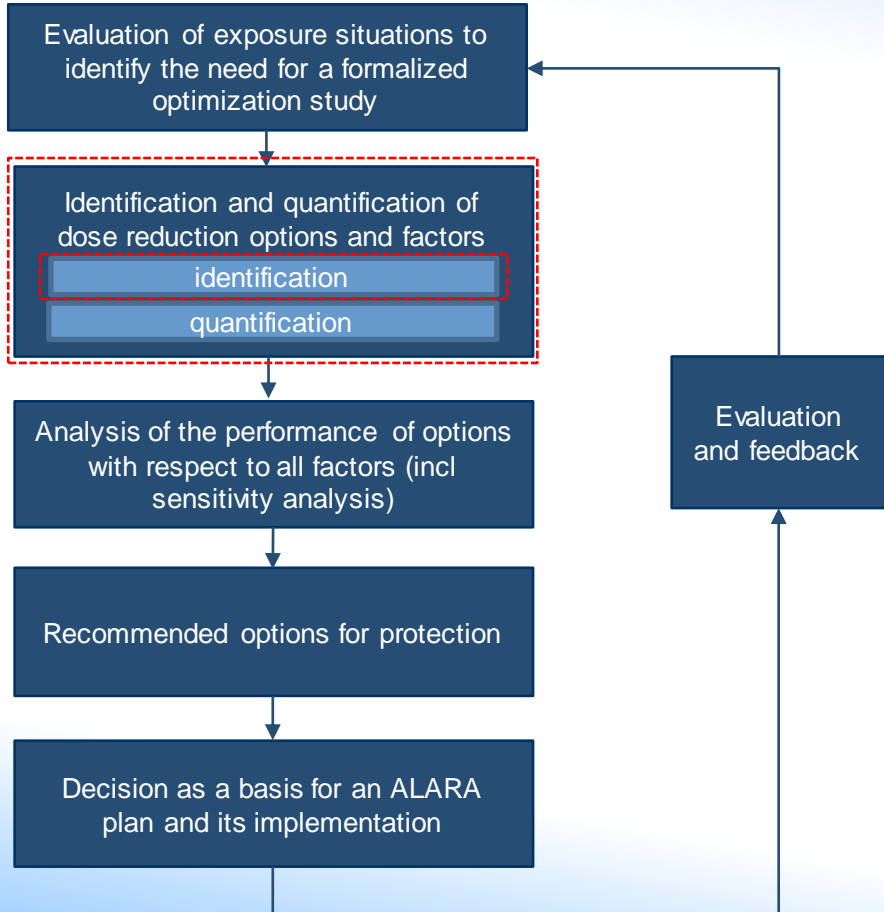 Evaluation of exposure situations to
identify the need for a formalized
optimization study
Identification and quantification of
dose reduction options and factors
identification
quantification
Analysis of the performance of options
with respect to all factors (incl
sensitivity analysis)
Evaluation
and feedback
Recommended options for protection
Decision as a basis for an ALARA
plan and its implementation